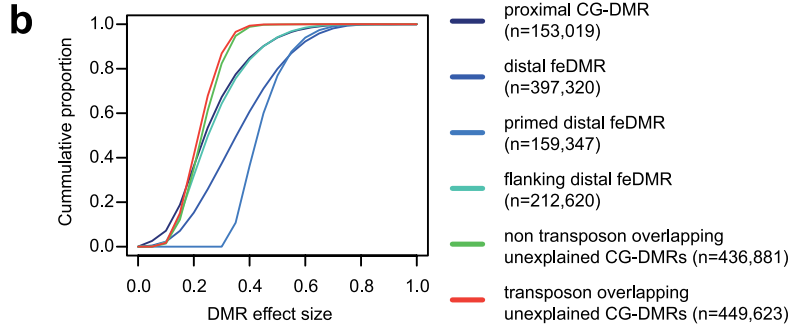 b
Cummulative proportion
1.0
0.8
0.6
0.4
0.2
0.0
0.0 0.2 0.4 0.6 0.8 1.0
DMR effect size
proximal CG-DMR
(n=153,019)
distal feDMR
(n=397,320)
primed distal feDMR
(n=159,347)
flanking distal feDMR
(n=212,620)
non transposon overlapping
unexplained CG-DMRs (n=436,881)
transposon overlapping
unexplained CG-DMRs (n=449,623)